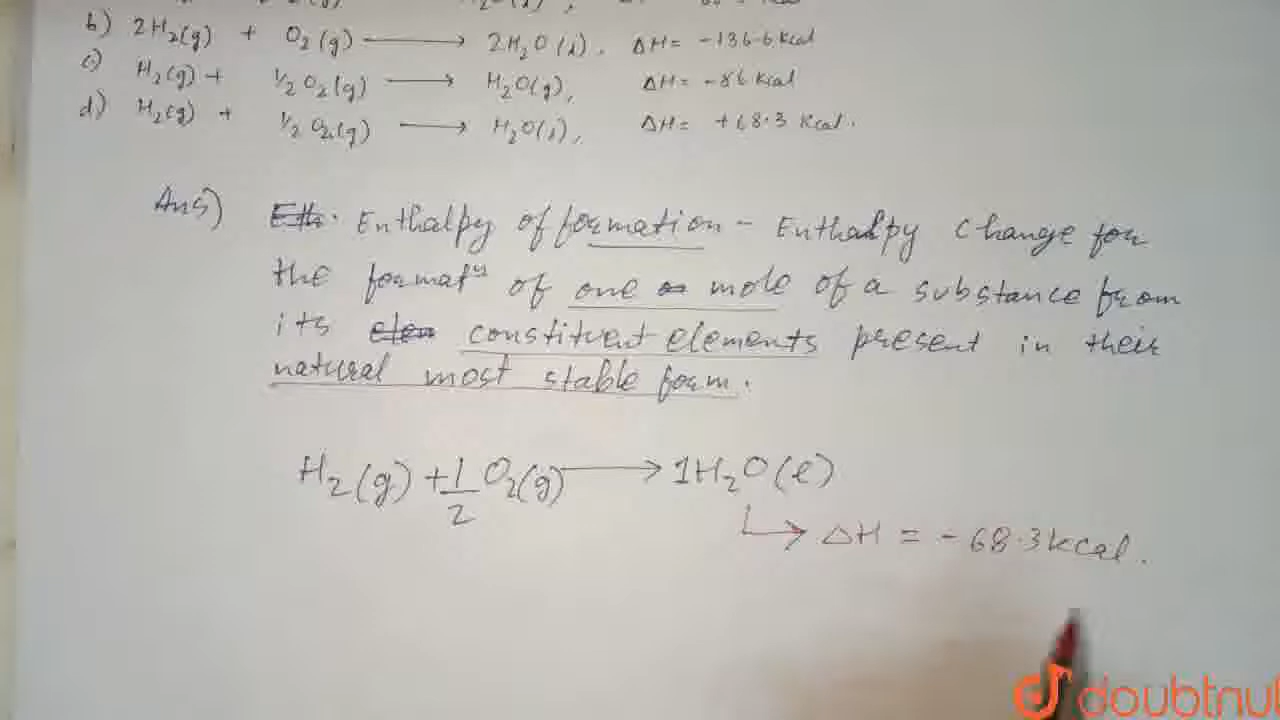 b) 2H₂(g) + O₂(g) ⟶ 2H₂O(l), ΔH = -136.6 Kcal
c) H₂(g) + 1/2 O₂(g) ⟶ H₂O(g), ΔH = -86 Kcal
d) H₂(g) + 1/2 O₂(g) ⟶ H₂O(l), ΔH = +68.3 Kcal.
Ans) Enthalpy of formation - Enthalpy change for
the formatⁿ of one mole of a substance from
its constituent elements present in their
natural most stable form.
H₂(g) + 1/2 O₂(g) ⟶ 1H₂O(l)
↳ ΔH = -68.3 kcal.
doubtnut